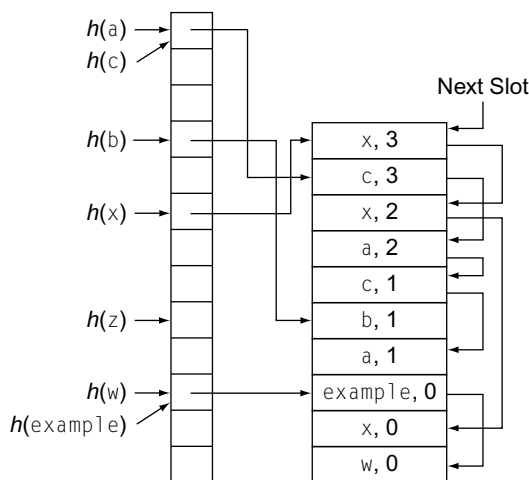 h(a)
h(c)
h(b)
h(x)
h(z)
h(w)
h(example)
Next Slot
x, 3
c, 3
x, 2
a, 2
c, 1
b, 1
a, 1
example, 0
x, 0
w, 0